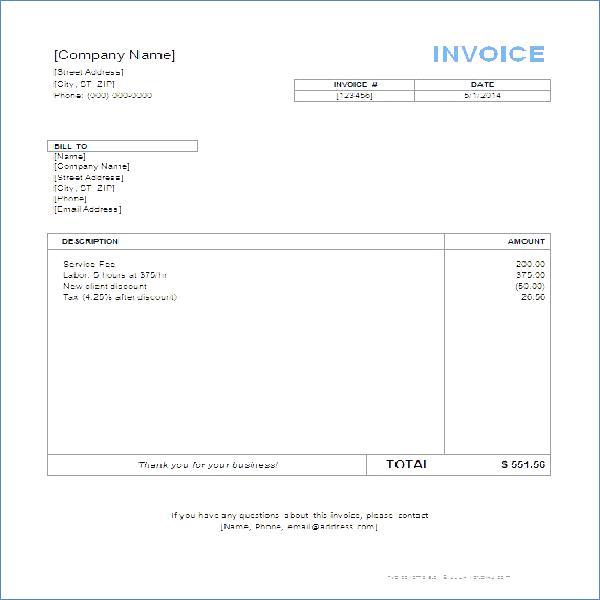 [Company Name]
INVOICE
[Street Address]
[City, ST ZIP]
Phone: (000) 000-0000
INVOICE # DATE
[123456] 5/1/2014
BILL TO
[Name]
[Company Name]
[Street Address]
[City, ST ZIP]
[Phone]
[Email Address]
DESCRIPTION AMOUNT
Service Fee 200.00
Labor: 5 hours at $75/hr 375.00
New client discount (50.00)
Tax (4.25% after discount) 26.56
Thank you for your business! TOTAL $ 551.56
If you have any questions about this invoice, please contact
[Name, Phone, email@address.com]